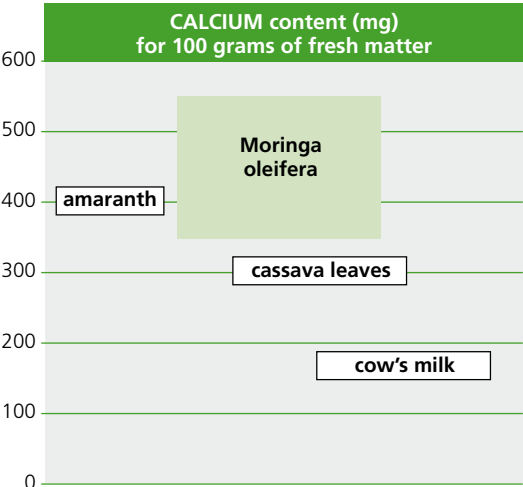 CALCIUM content (mg)
for 100 grams of fresh matter
600
500
Moringa
oleifera
400
amaranth
300
cassava leaves
200
cow's milk
100
0